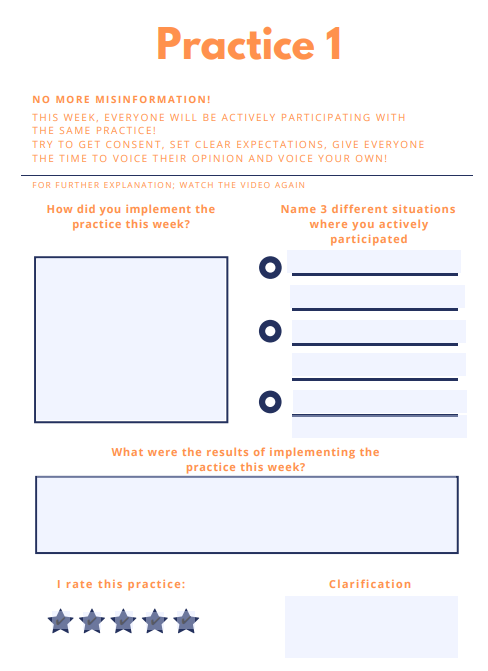 Practice 1
NO MORE MISINFORMATION!
THIS WEEK, EVERYONE WILL BE ACTIVELY PARTICIPATING WITH
THE SAME PRACTICE!
TRY TO GET CONSENT, SET CLEAR EXPECTATIONS, GIVE EVERYONE
THE TIME TO VOICE THEIR OPINION AND VOICE YOUR OWN!
FOR FURTHER EXPLANATION; WATCH THE VIDEO AGAIN
How did you implement the
practice this week?
Name 3 different situations
where you actively
participated
What were the results of implementing the
practice this week?
I rate this practice:
Clarification